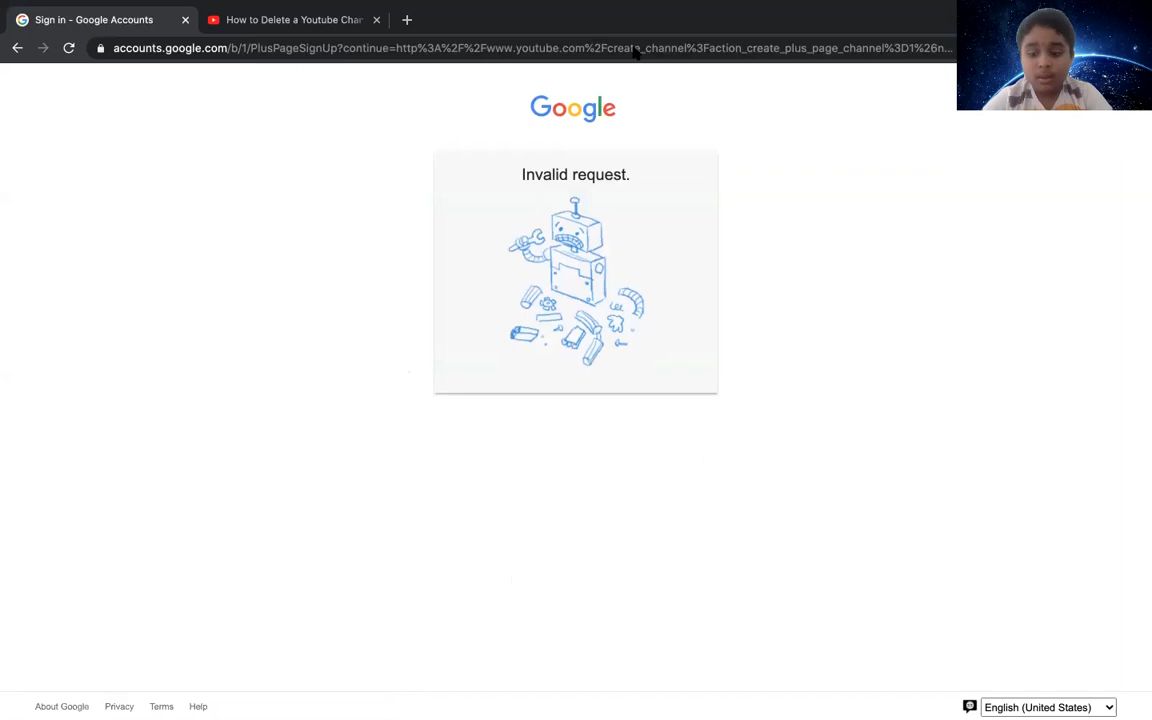 Sign in - Google Accounts
How to Delete a Youtube Chan
accounts.google.com/b/1/PlusPageSignUp?continue=http%3A%2F%2Fwww.youtube.com%2Fcreate_channel%3Faction_create_plus_page_channel%3D1%26n...
Google
Invalid request.
About Google Privacy Terms Help
English (United States)